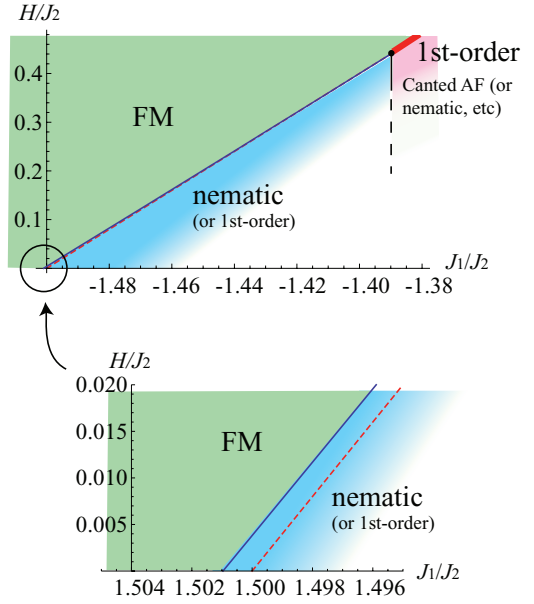 H/J2
0.4
0.3
0.2
0.1
FM
1st-order
Canted AF (or
nematic, etc)
nematic
(or 1st-order)
J1/J2
-1.48
-1.46
-1.44
-1.42
-1.40
-1.38
H/J2
0.020
0.015
0.010
0.005
FM
nematic
(or 1st-order)
J1/J2
1.504
1.502
1.500
1.498
1.496